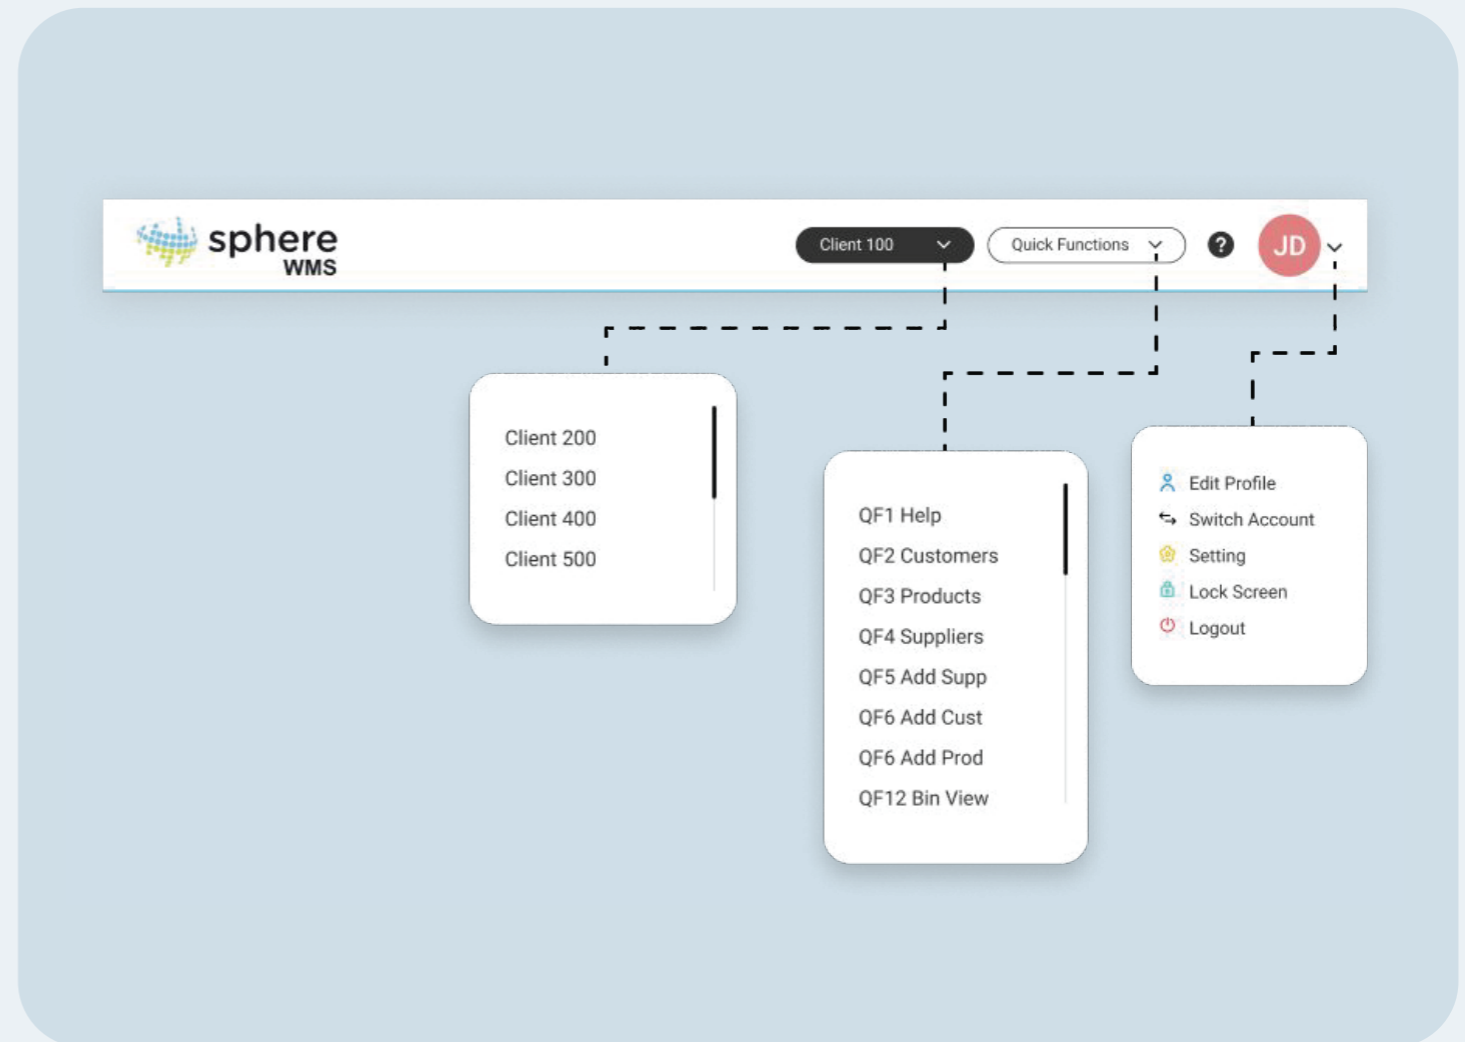 sphere
WMS
Client 100
Quick Functions
?
JD
Client 200
Client 300
Client 400
Client 500
QF1 Help
QF2 Customers
QF3 Products
QF4 Suppliers
QF5 Add Supp
QF6 Add Cust
QF6 Add Prod
QF12 Bin View
Edit Profile
Switch Account
Setting
Lock Screen
Logout